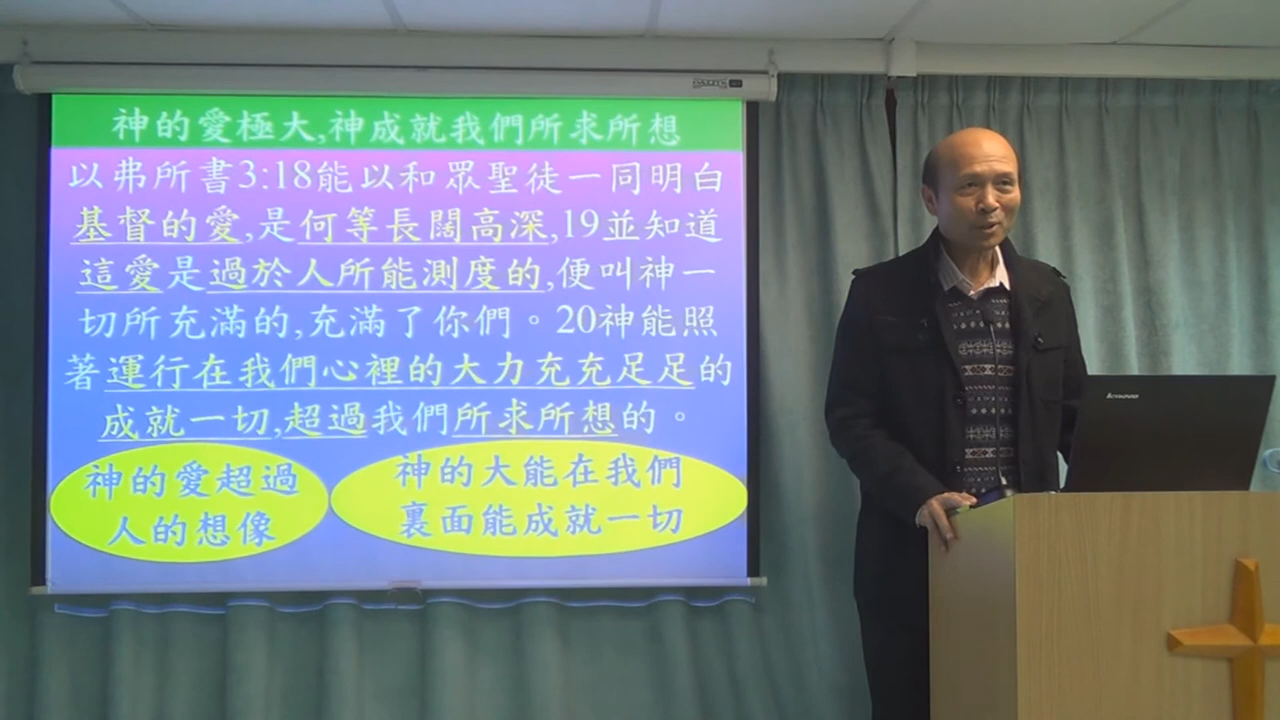 神的愛極大,神成就我們所求所想
以弗所書3:18能以和眾聖徒一同明白
基督的愛,是何等長闊高深,19並知道
這愛是過於人所能測度的,便叫神一
切所充滿的,充滿了你們。20神能照
著運行在我們心裡的大力充充足足的
成就一切,超過我們所求所想的。
神的愛超過
人的想像
神的大能在我們
裏面能成就一切
lenovo